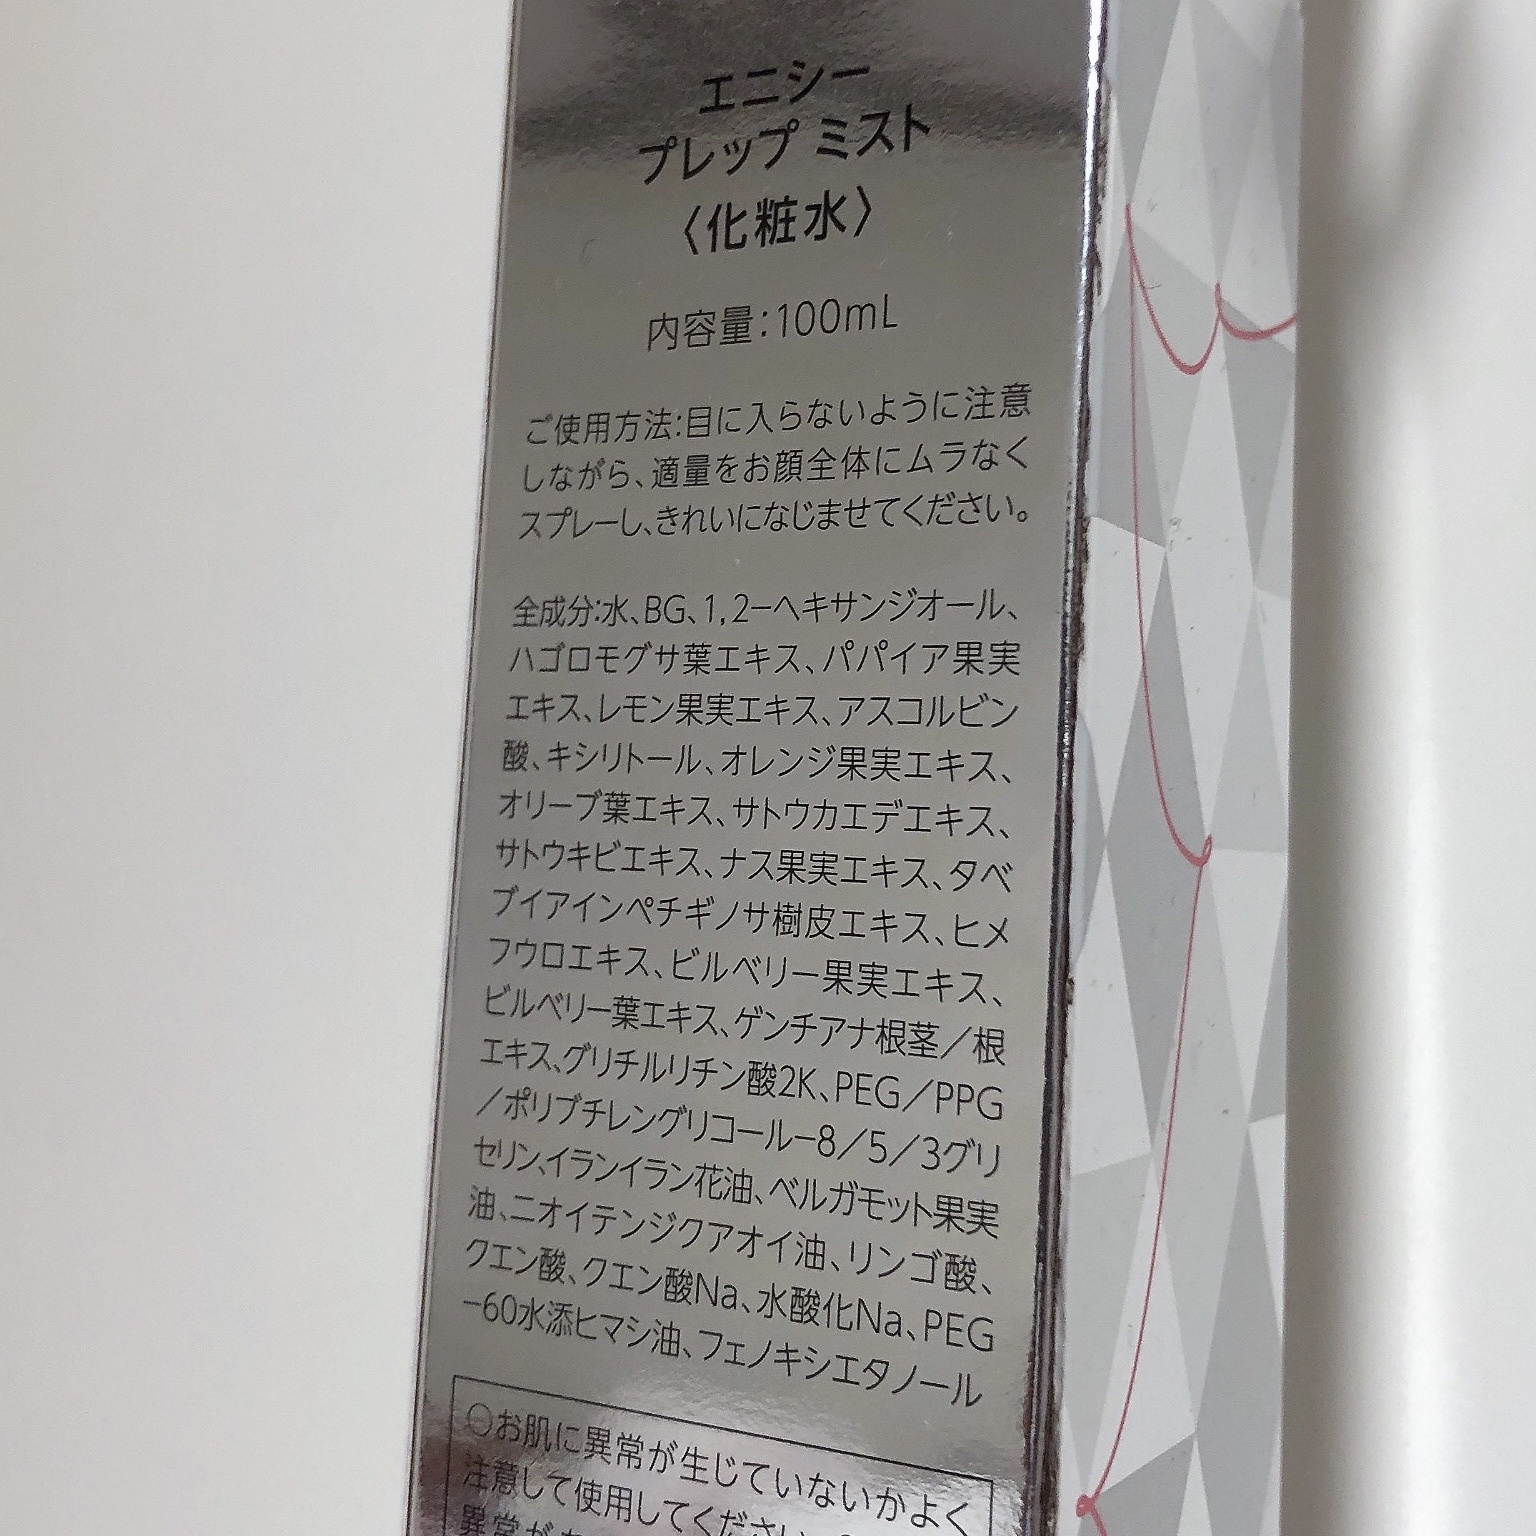 エニシー
プレップ ミスト
〈化粧水〉
内容量：100mL
ご使用方法：目に入らないように注意
しながら、適量をお顔全体にムラなく
スプレーし、きれいになじませてください。
全成分：水、BG、1，2－ヘキサンジオール、
ハゴロモグサ葉エキス、パパイア果実
エキス、レモン果実エキス、アスコルビン
酸、キシリトール、オレンジ果実エキス、
オリーブ葉エキス、サトウカエデエキス、
サトウキビエキス、ナス果実エキス、タベ
ブイアインペチギノサ樹皮エキス、ヒメ
フウロエキス、ビルベリー果実エキス、
ビルベリー葉エキス、ゲンチアナ根茎／根
エキス、グリチルリチン酸2K、PEG／PPG
／ポリブチレングリコール－8／5／3グリ
セリン、イランイラン花油、ベルガモット果実
油、ニオイテンジクアオイ油、リンゴ酸、
クエン酸、クエン酸Na、水酸化Na、PEG
－60水添ヒマシ油、フェノキシエタノール
〇お肌に異常が生じていないかよく
注意して使用してください。
異常が